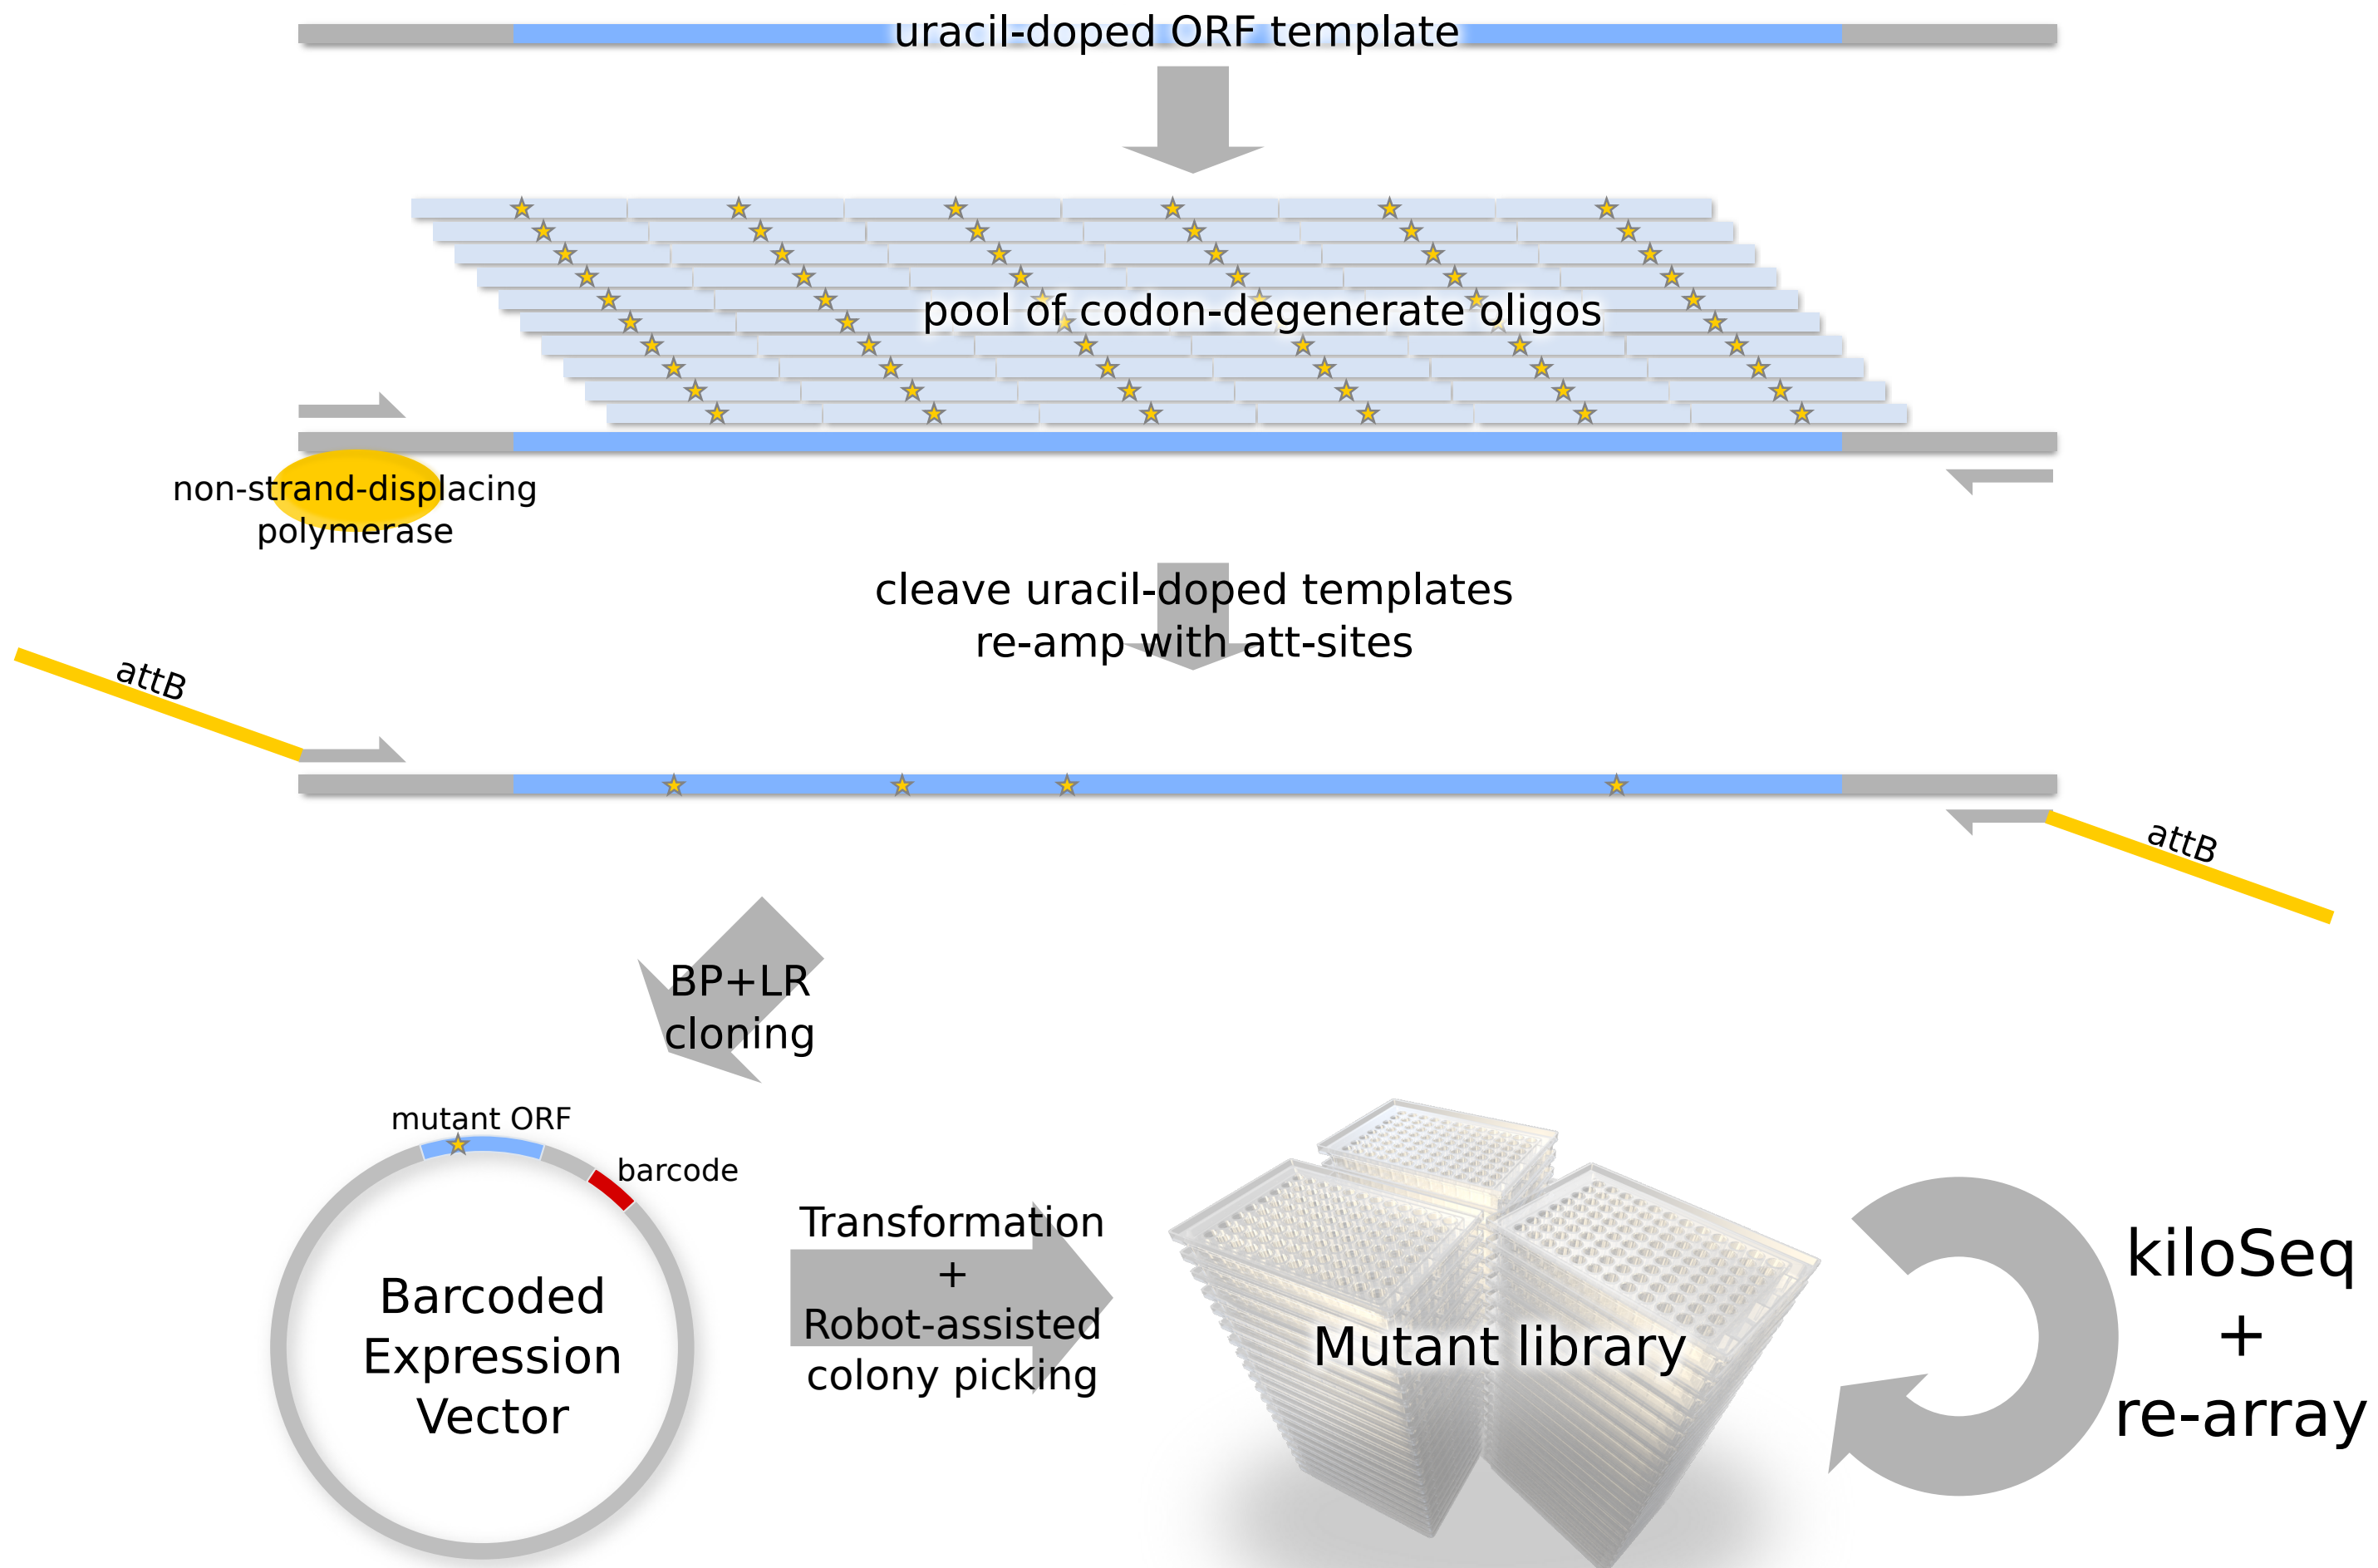 uracil-doped ORF template
pool of codon-degenerate oligos
non-strand-displacing
polymerase
cleave uracil-doped templates
re-amp with att-sites
attB
attB
BP+LR
cloning
mutant ORF
barcode
Barcoded
Expression
Vector
Transformation
+
Robot-assisted
colony picking
Mutant library
kiloSeq
+
re-array